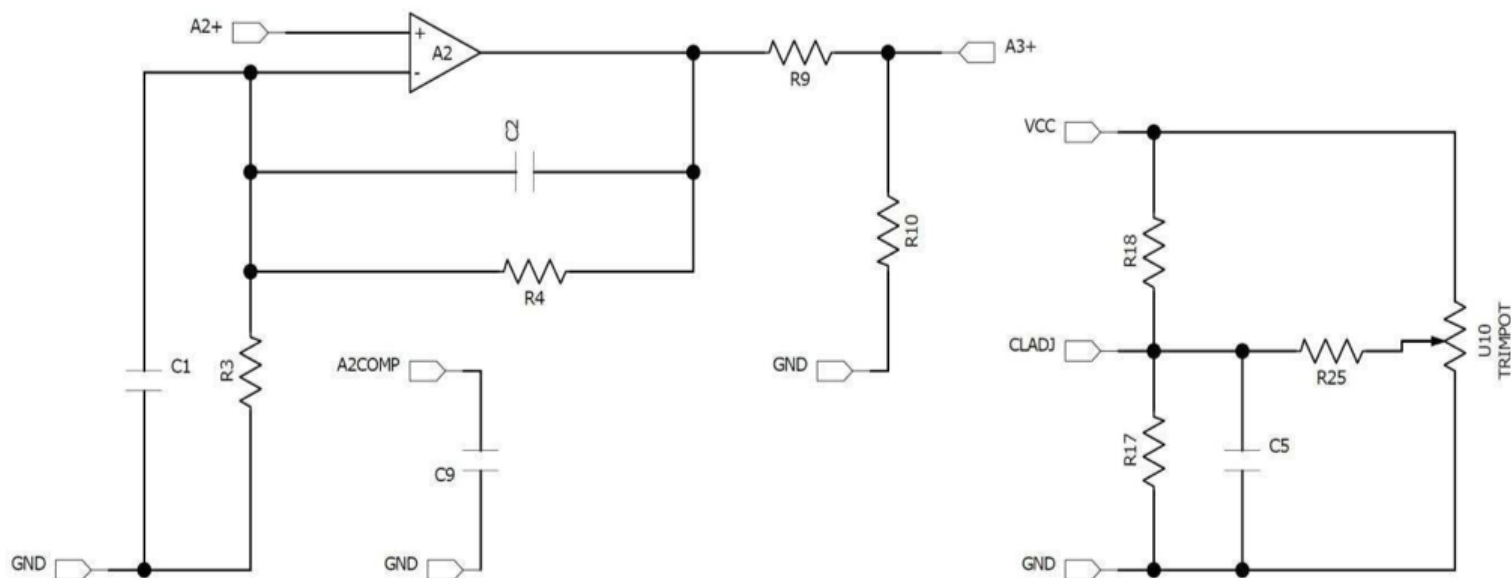 A2+
+
A2
-
A3+
R9
C2
VCC
R10
R18
R4
U10
TRIMPOT
CLADJ
C1
R3
A2COMP
GND
R25
R17
C5
C9
GND
GND
GND